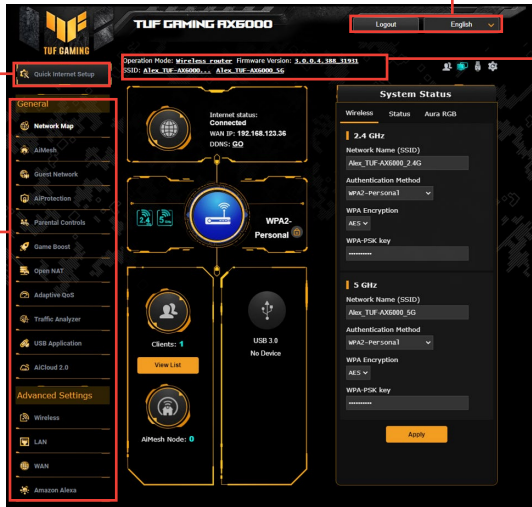 TUF GAMING AX6000
Logout
English
TUF GAMING
Operation Mode: Wireless router Firmware Version: 3.0.0.4.388_31931
SSID: Alex_TUF-AX6000... Alex_TUF-AX6000_5G
Quick Internet Setup
General
Network Map
AiMesh
Guest Network
AiProtection
Parental Controls
Game Boost
Open NAT
Adaptive QoS
Traffic Analyzer
USB Application
AiCloud 2.0
Advanced Settings
Wireless
LAN
WAN
Amazon Alexa
Internet status:
Connected
WAN IP: 192.168.123.36
DDNS: GO
2.4
5
WPA2-
Personal
Clients: 1
View List
AiMesh Node: 0
USB 3.0
No Device
System Status
Wireless Status Aura RGB
2.4 GHz
Network Name (SSID)
Alex_TUF-AX6000_2.4G
Authentication Method
WPA2-Personal
WPA Encryption
AES
WPA-PSK key
5 GHz
Network Name (SSID)
Alex_TUF-AX6000_5G
Authentication Method
WPA2-Personal
WPA Encryption
AES
WPA-PSK key
Apply